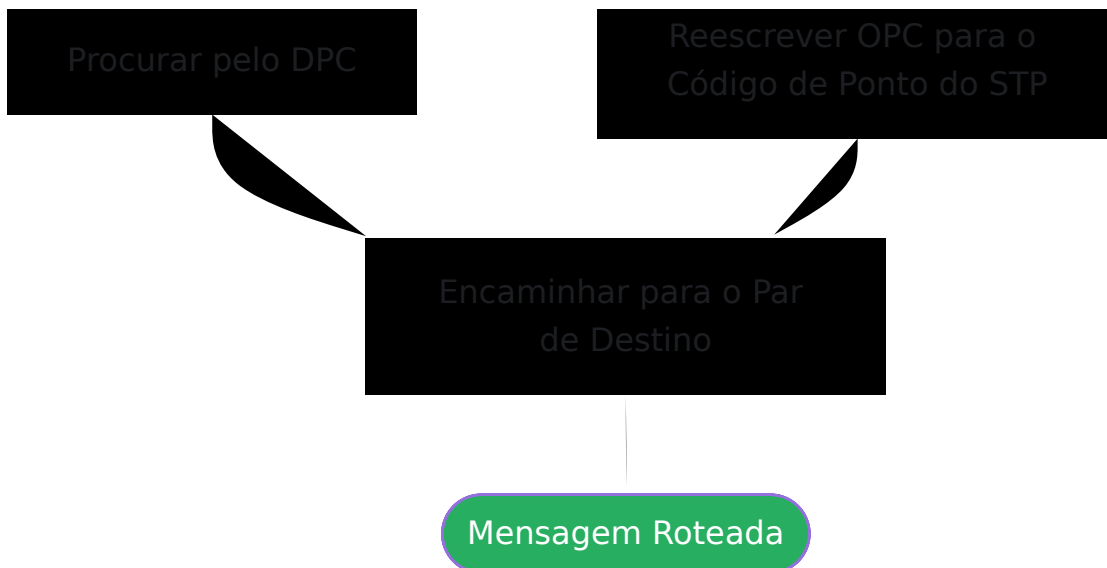 Procurar pelo DPC
Reescrever OPC para o
Código de Ponto do STP
Encaminhar para o Par
de Destino
Mensagem Roteada